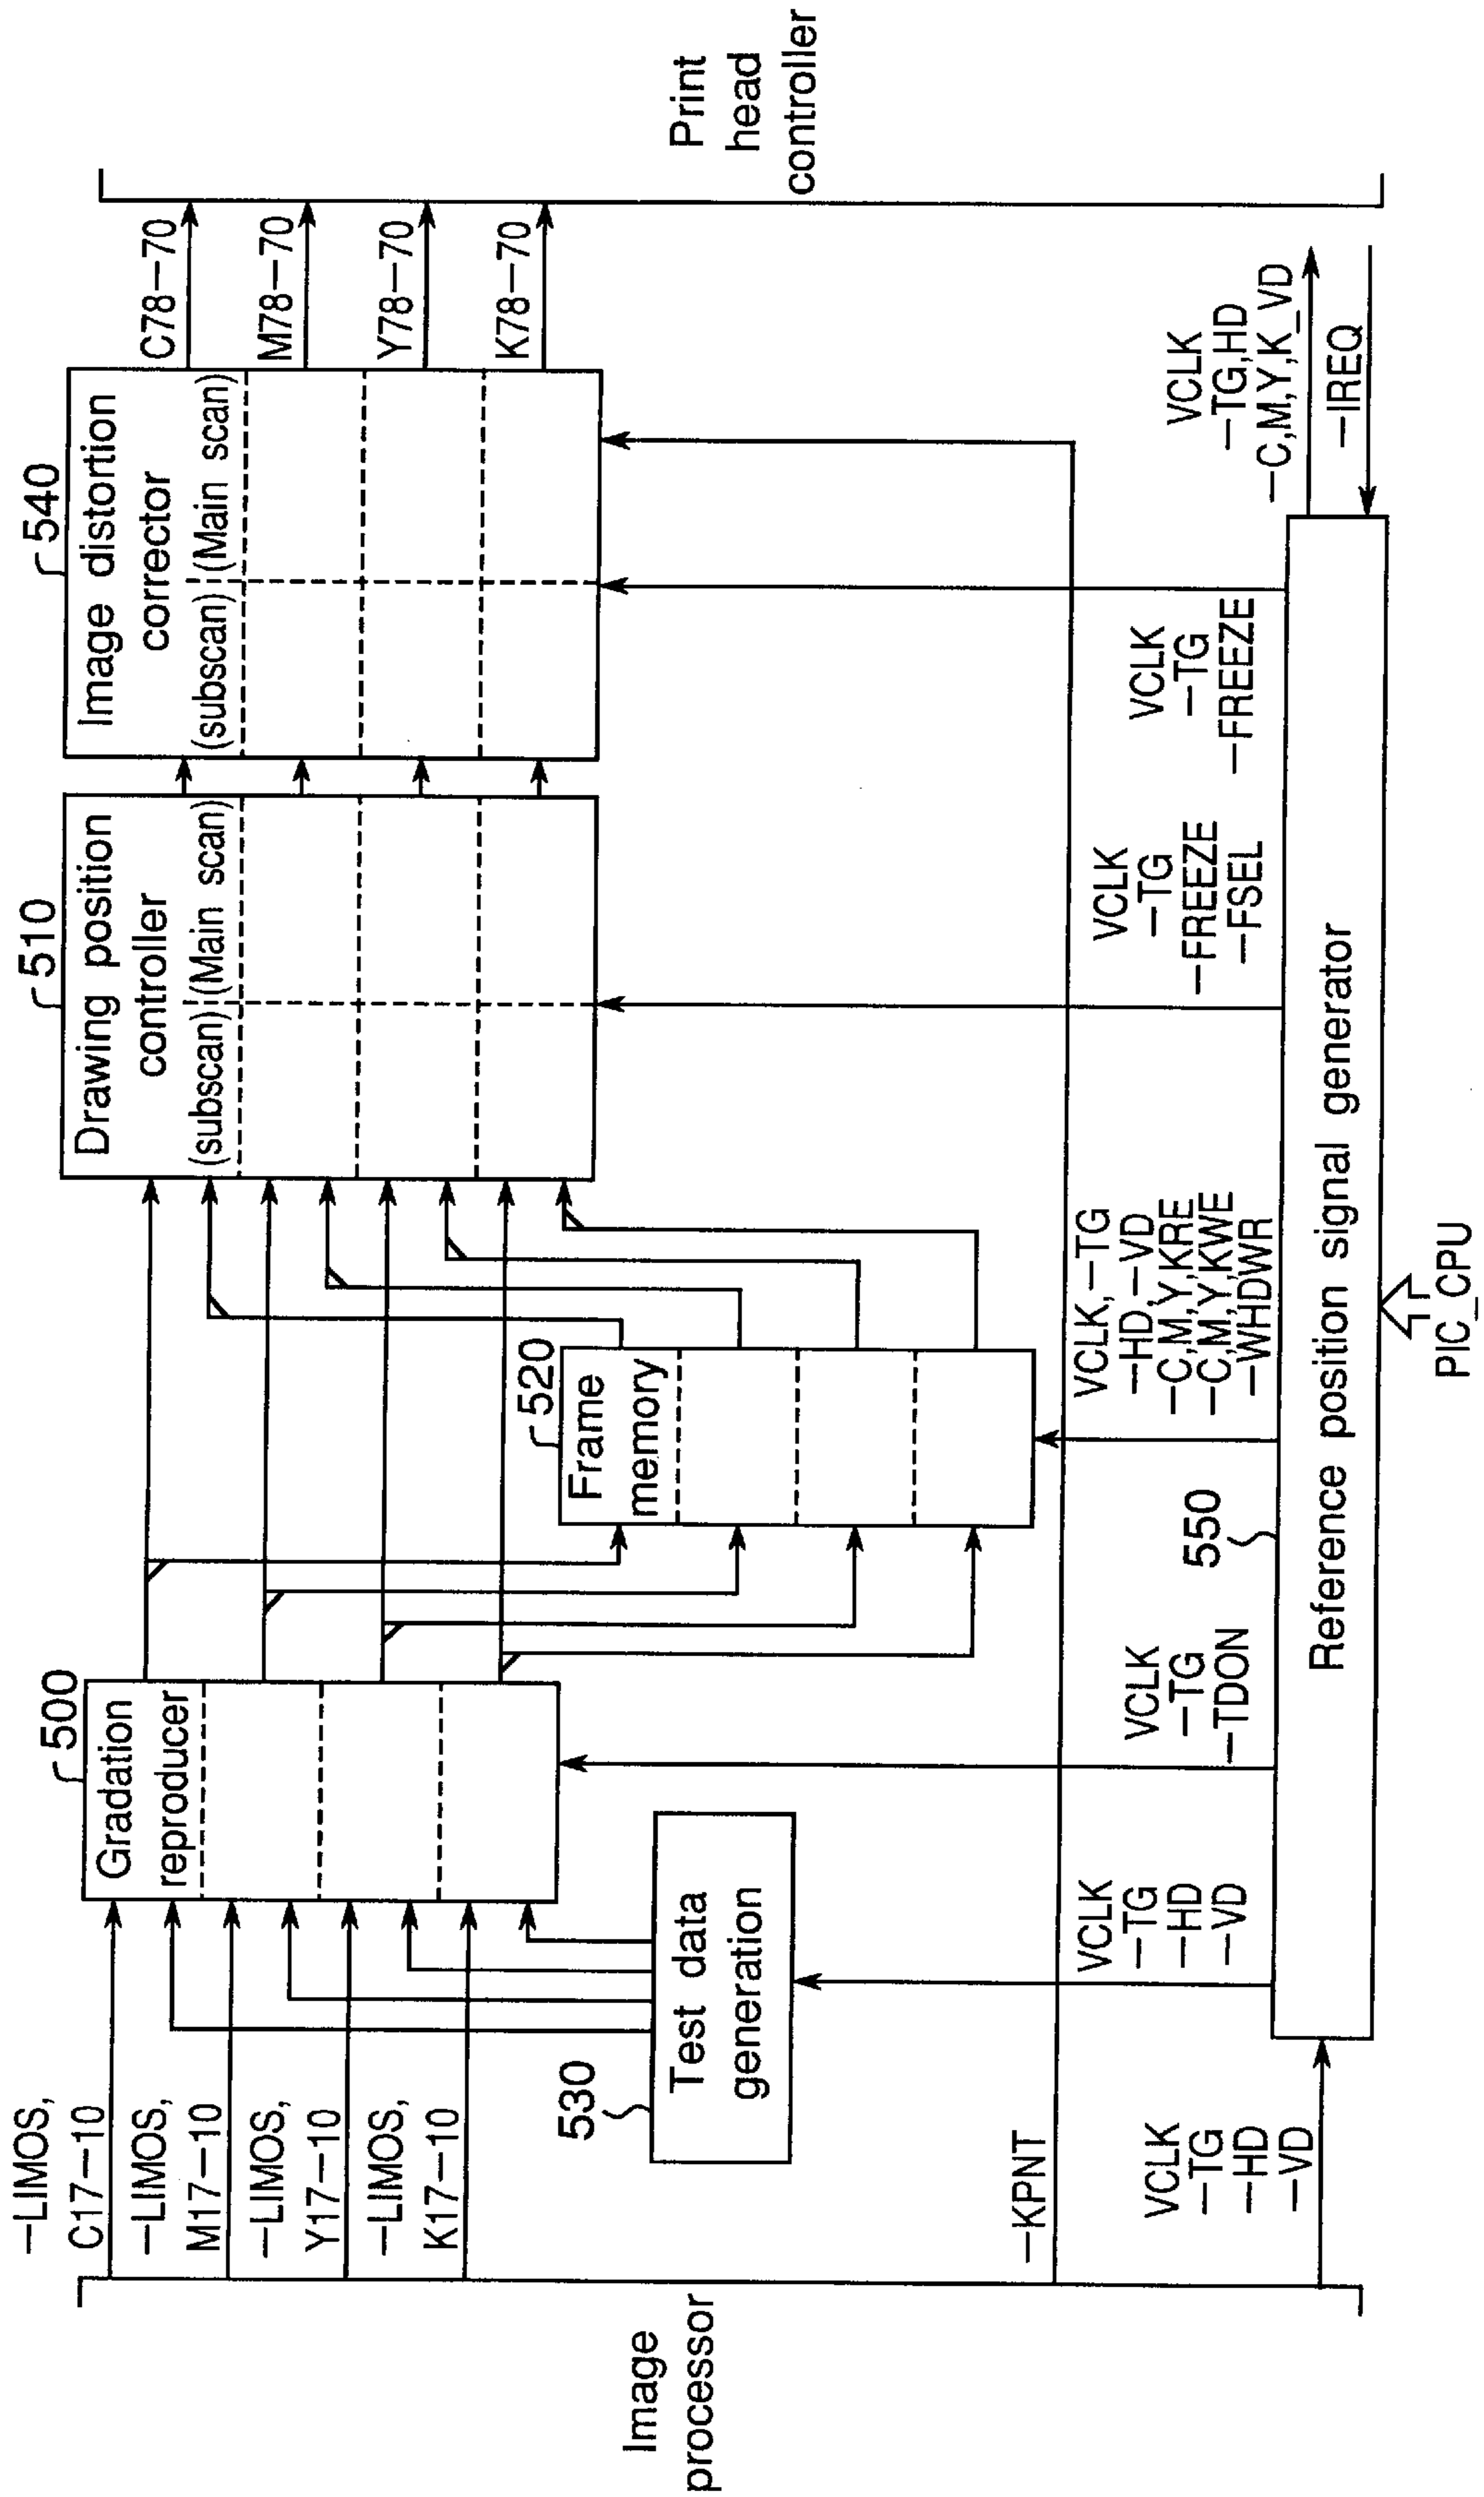 Image
processor
−LIMOS,
C17−10
−LIMOS,
M17−10
−LIMOS,
Y17−10
−LIMOS,
K17−10
−KPNT
VCLK
−TG
−HD
−VD
530
Test data
generation
VCLK
−TG
−HD
−VD
500
Gradation
reproducer
VCLK
−TG
−TDON
550
520
Frame
memory
VCLK,−TG
−HD,−VD
−C,M,Y,KRE
−C,M,Y,KWE
−WHDWR
510
Drawing position
controller
(subscan) (Main scan)
VCLK
−TG
−FREEZE
−FSEL
540
Image distortion
corrector
(subscan) (Main scan)
VCLK
−TG
−FREEZE
Reference position signal generator
PIC_CPU
C78−70
M78−70
Y78−70
K78−70
VCLK
−TG,HD
−C,M,Y,K_VD
−IREQ
Print
head
controller